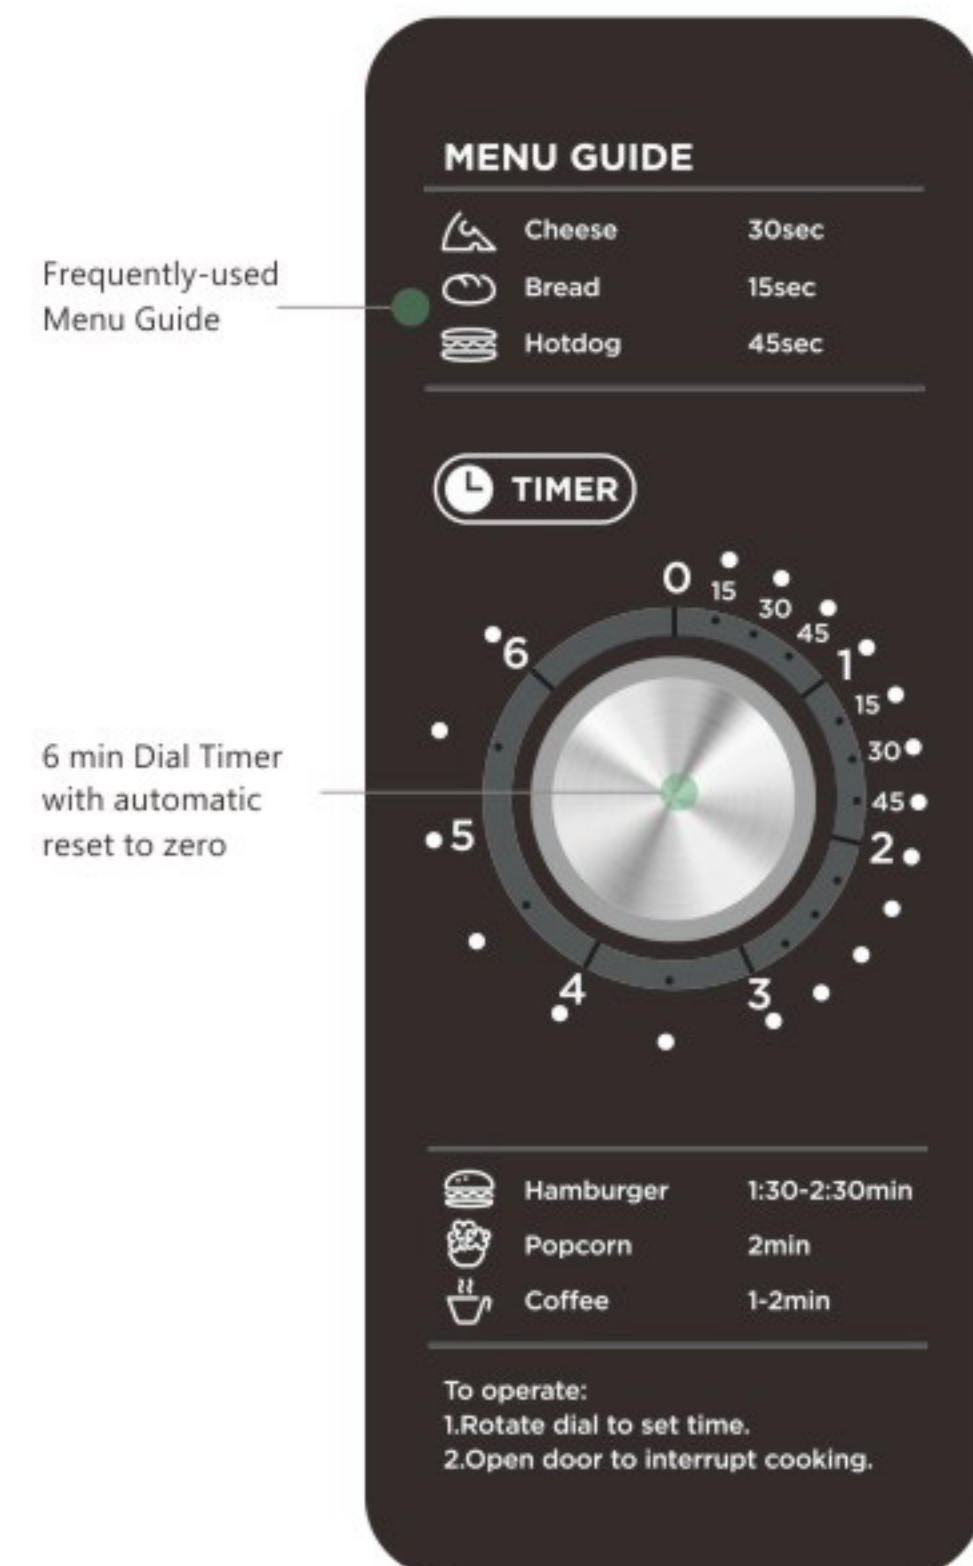 MENU GUIDE
Cheese 30sec
Bread 15sec
Hotdog 45sec
Frequently-used
Menu Guide
TIMER
0
15
30
45
1
15
30
45
2
3
4
5
6
6 min Dial Timer
with automatic
reset to zero
Hamburger 1:30-2:30min
Popcorn 2min
Coffee 1-2min
To operate:
1.Rotate dial to set time.
2.Open door to interrupt cooking.